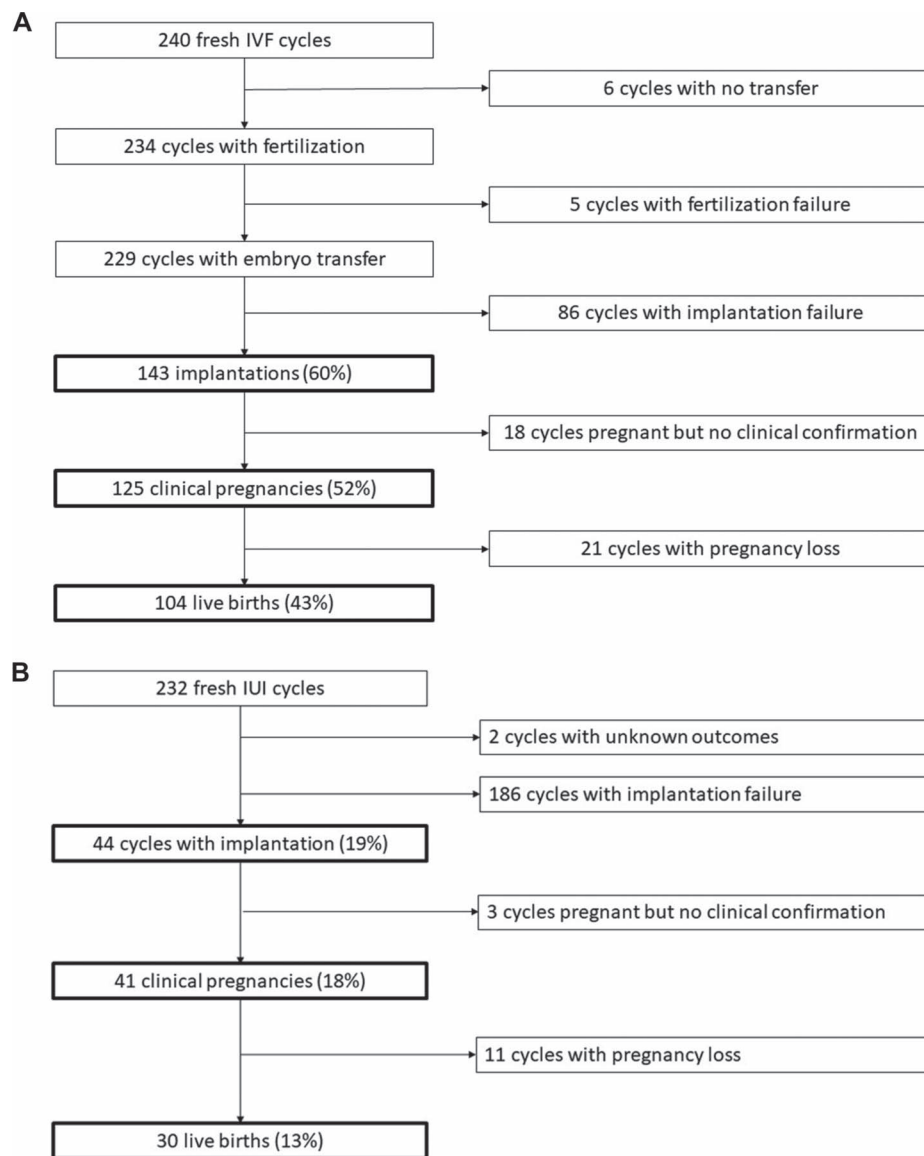 A
240 fresh IVF cycles
6 cycles with no transfer
234 cycles with fertilization
5 cycles with fertilization failure
229 cycles with embryo transfer
86 cycles with implantation failure
143 implantations (60%)
18 cycles pregnant but no clinical confirmation
125 clinical pregnancies (52%)
21 cycles with pregnancy loss
104 live births (43%)
B
232 fresh IUI cycles
2 cycles with unknown outcomes
186 cycles with implantation failure
44 cycles with implantation (19%)
3 cycles pregnant but no clinical confirmation
41 clinical pregnancies (18%)
11 cycles with pregnancy loss
30 live births (13%)